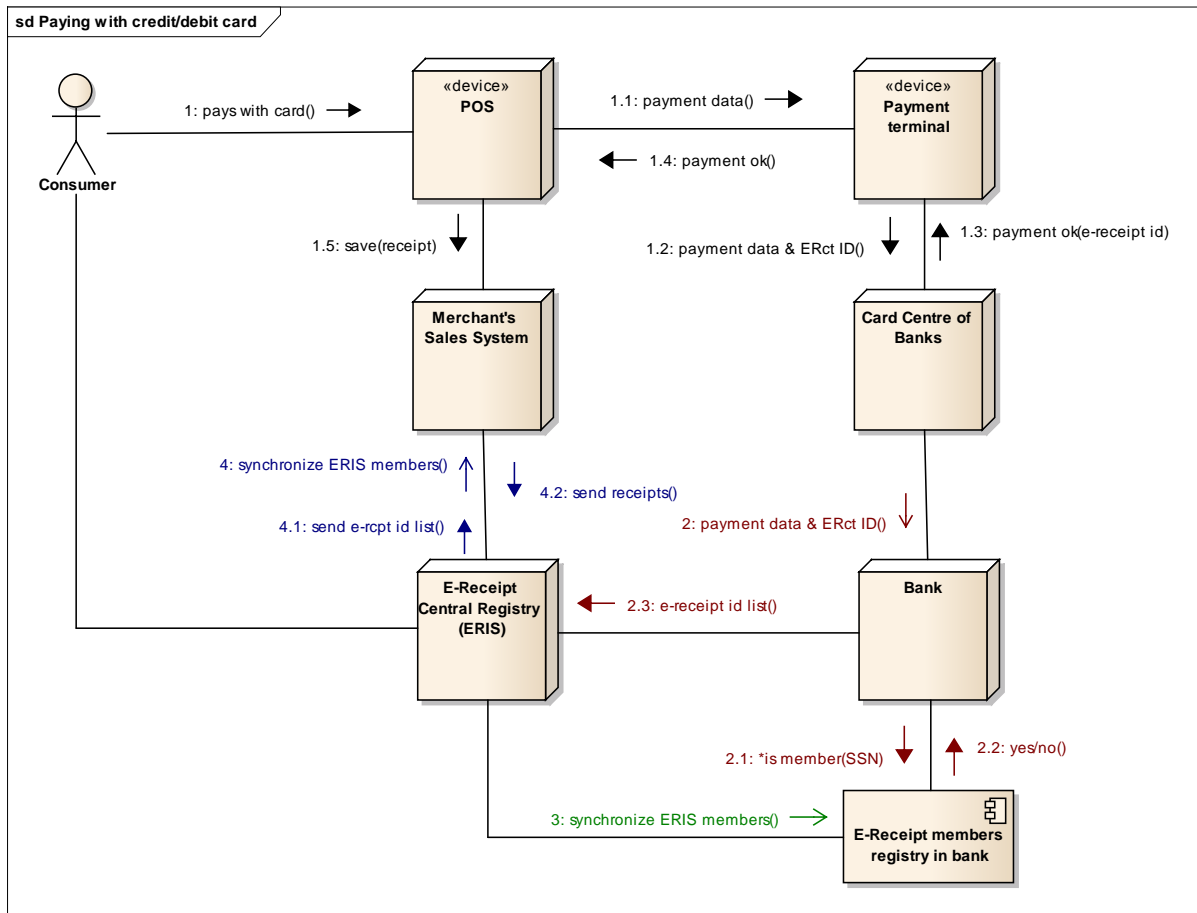 sd Paying with credit/debit card
«device»
POS
«device»
Payment
terminal
1: pays with card()
1.1: payment data()
1.4: payment ok()
Consumer
1.5: save(receipt)
1.2: payment data & ERct ID()
1.3: payment ok(e-receipt id)
Merchant's
Sales System
Card Centre of
Banks
4: synchronize ERIS members()
4.2: send receipts()
4.1: send e-rcpt id list()
2: payment data & ERct ID()
E-Receipt
Central Registry
(ERIS)
2.3: e-receipt id list()
Bank
2.1: *is member(SSN)
2.2: yes/no()
3: synchronize ERIS members()
E-Receipt members
registry in bank